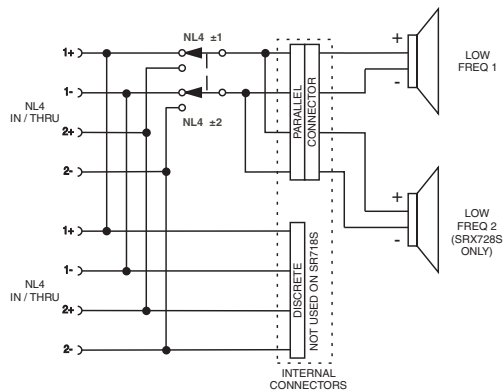 NL4 ±1
1+
1-
NL4
IN / THRU
2+
2-
NL4 ±2
PARALLEL
CONNECTOR
+
-
LOW
FREQ 1
+
-
LOW
FREQ 2
(SRX728S
ONLY)
1+
1-
NL4
IN / THRU
2+
2-
DISCRETE
NOT USED ON SR718S
INTERNAL
CONNECTORS